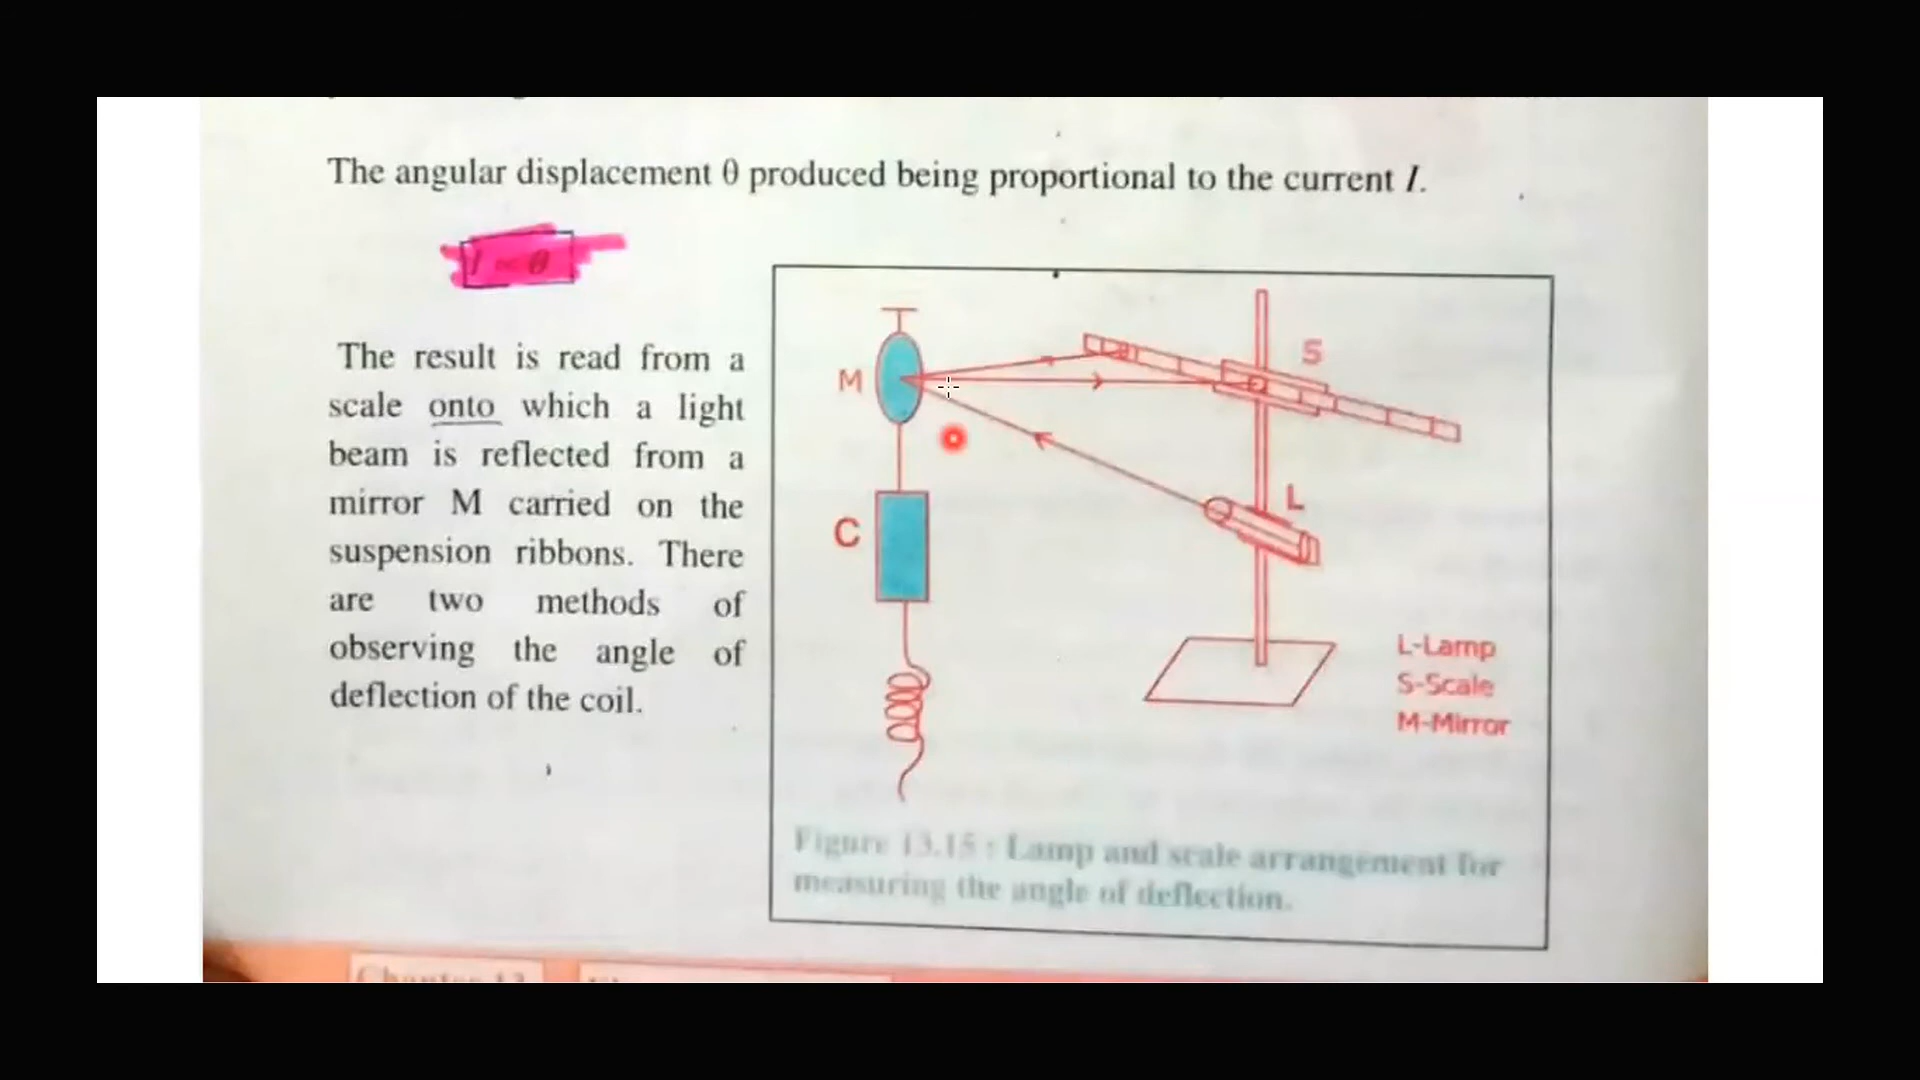 The angular displacement θ produced being proportional to the current I.
I ∝ θ
The result is read from a
scale onto which a light
beam is reflected from a
mirror M carried on the
suspension ribbons. There
are two methods of
observing the angle of
deflection of the coil.
M
S
C
L
L-Lamp
S-Scale
M-Mirror
Figure 13.15 : Lamp and scale arrangement for
measuring the angle of deflection.
Chapter 13